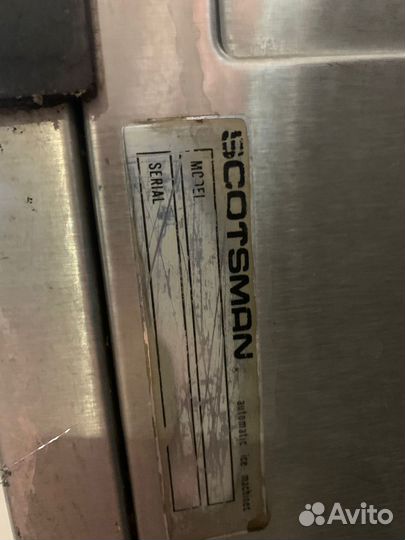 SCOTSMAN
automatic ice machines
MODEL
SERIAL
Avito